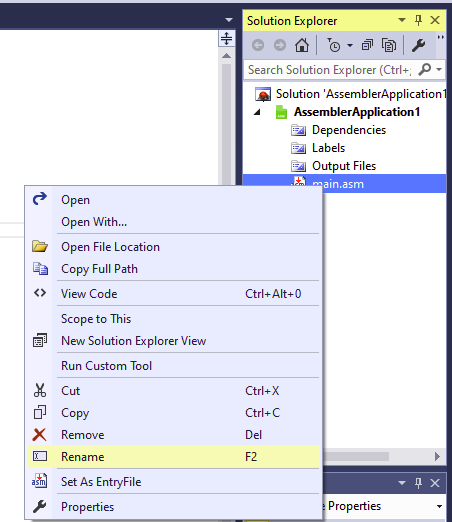 Solution Explorer
Search Solution Explorer (Ctrl+;
Solution 'AssemblerApplication1
AssemblerApplication1
Dependencies
Labels
Output Files
main.asm
Open
Open With...
Open File Location
Copy Full Path
View Code Ctrl+Alt+0
Scope to This
New Solution Explorer View
Run Custom Tool
Cut Ctrl+X
Copy Ctrl+C
Remove Del
Rename F2
asm Set As EntryFile
Properties
Properties